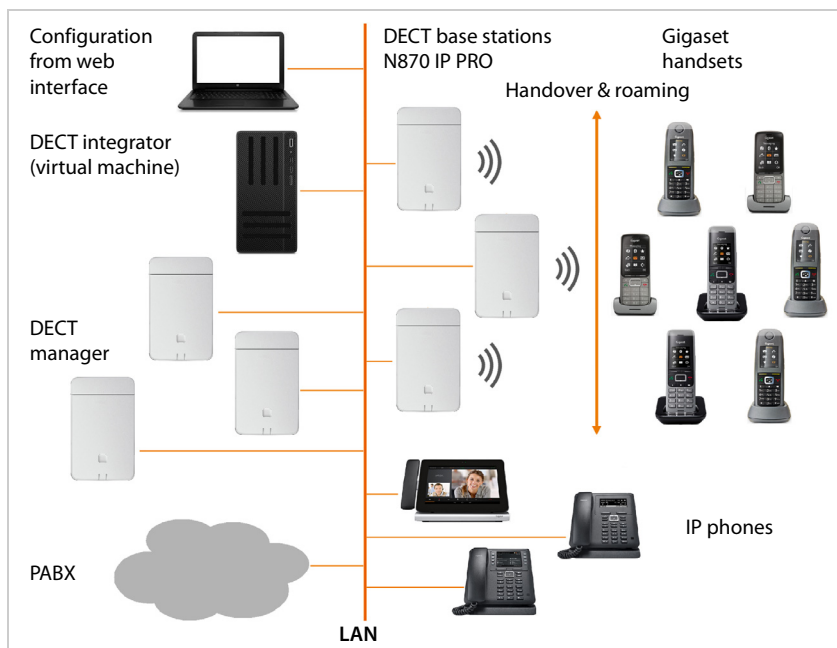 Configuration
from web
interface
DECT base stations
N870 IP PRO
Gigaset
handsets
Handover & roaming
DECT integrator
(virtual machine)
DECT
manager
IP phones
PABX
LAN